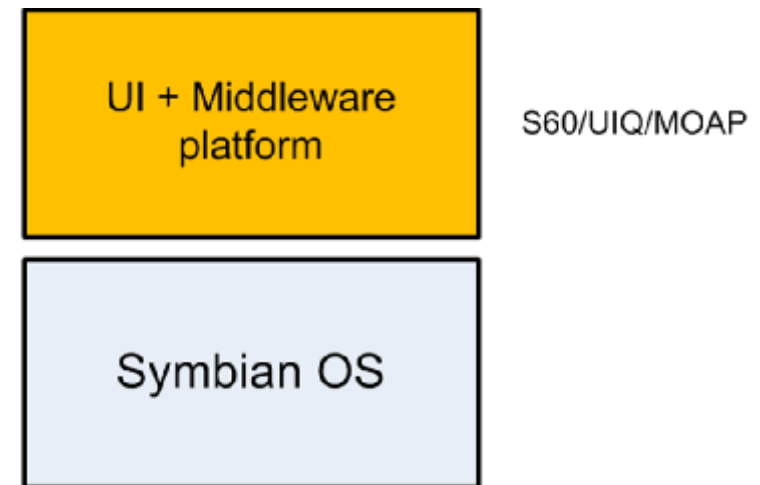 UI + Middleware
platform
S60/UIQ/MOAP
Symbian OS